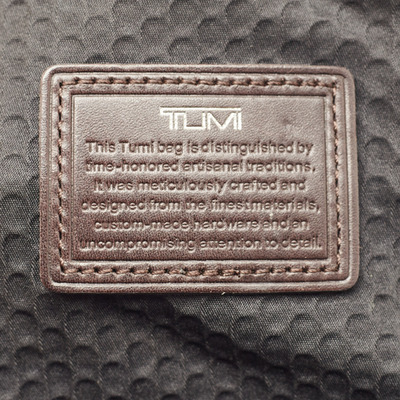 TUMI
This Tumi bag is distinguished by
time-honored artisanal traditions.
It was meticulously crafted and
designed from the finest materials,
custom-made hardware and an
uncompromising attention to detail.